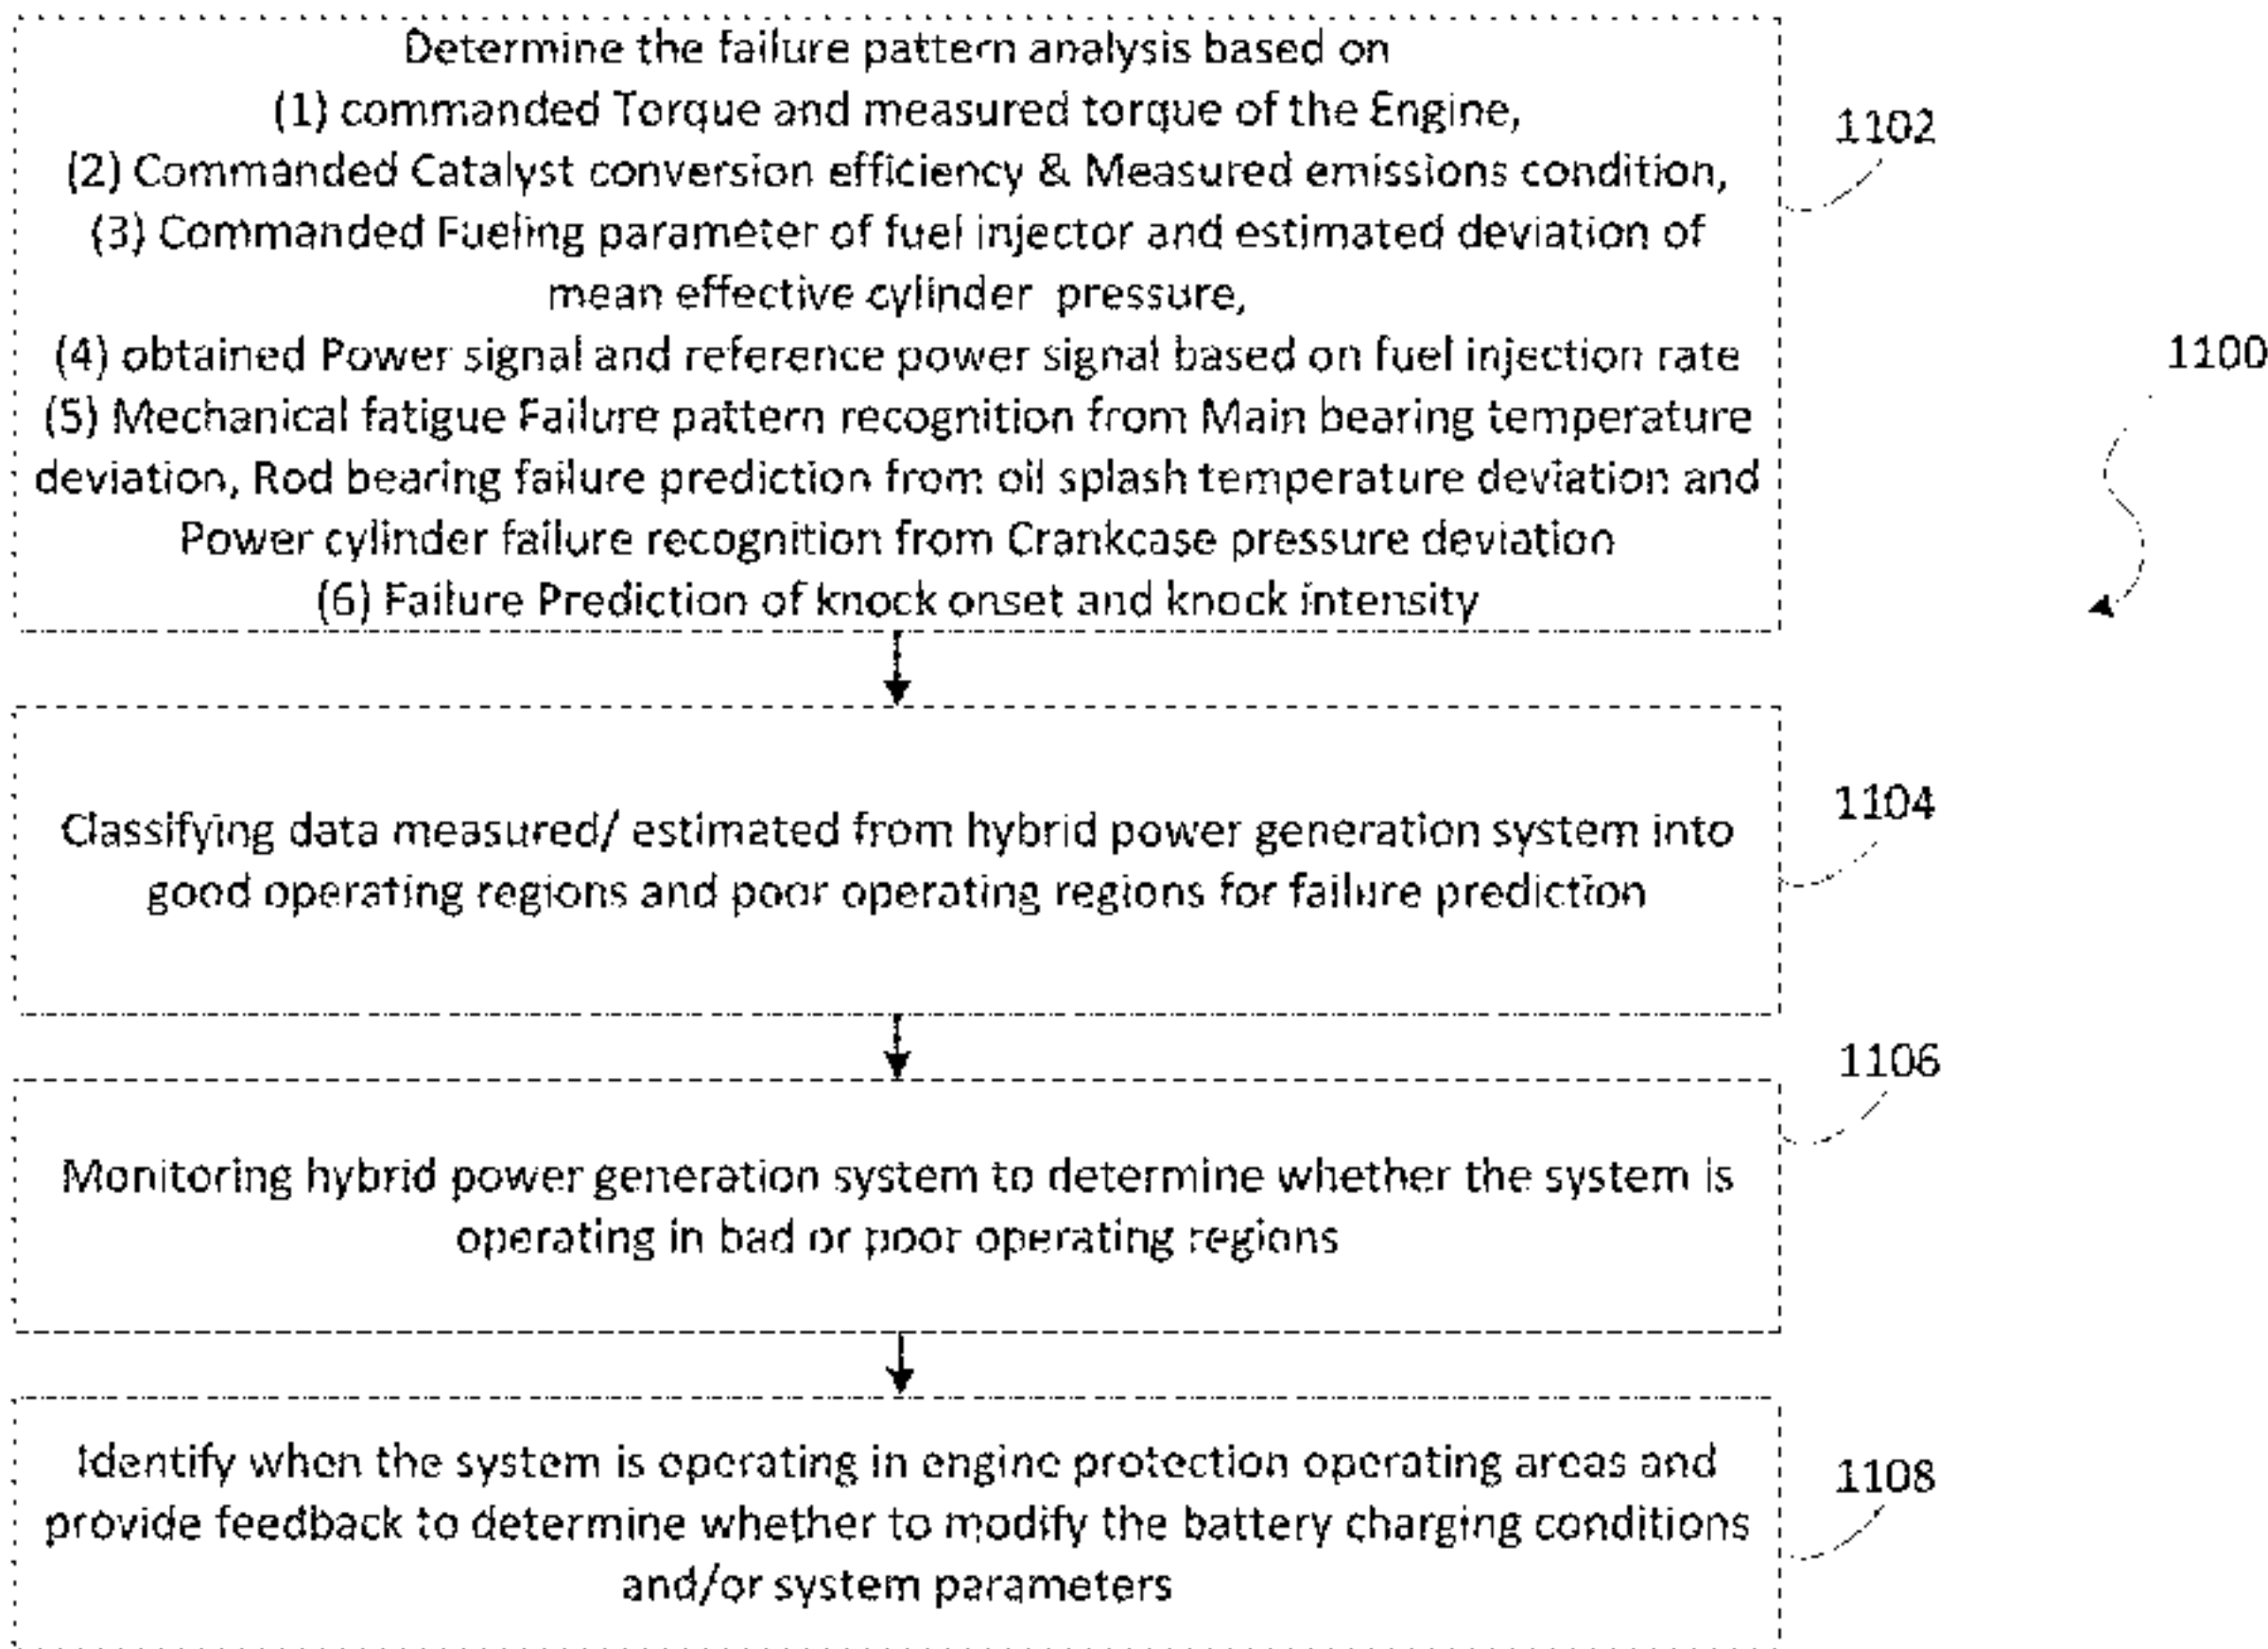 Determine the failure pattern analysis based on
(1) commanded Torque and measured torque of the Engine,
1102
(2) Commanded Catalyst conversion efficiency & Measured emissions condition,
(3) Commanded Fueling parameter of fuel injector and estimated deviation of
mean effective cylinder pressure,
(4) obtained Power signal and reference power signal based on fuel injection rate
1100
(5) Mechanical fatigue Failure pattern recognition from Main bearing temperature
deviation, Rod bearing failure prediction from oil splash temperature deviation and
Power cylinder failure recognition from Crankcase pressure deviation
(6) Failure Prediction of knock onset and knock intensity
1104
Classifying data measured/ estimated from hybrid power generation system into
good operating regions and poor operating regions for failure prediction
1106
Monitoring hybrid power generation system to determine whether the system is
operating in bad or poor operating regions
Identify when the system is operating in engine protection operating areas and
1108
provide feedback to determine whether to modify the battery charging conditions
and/or system parameters